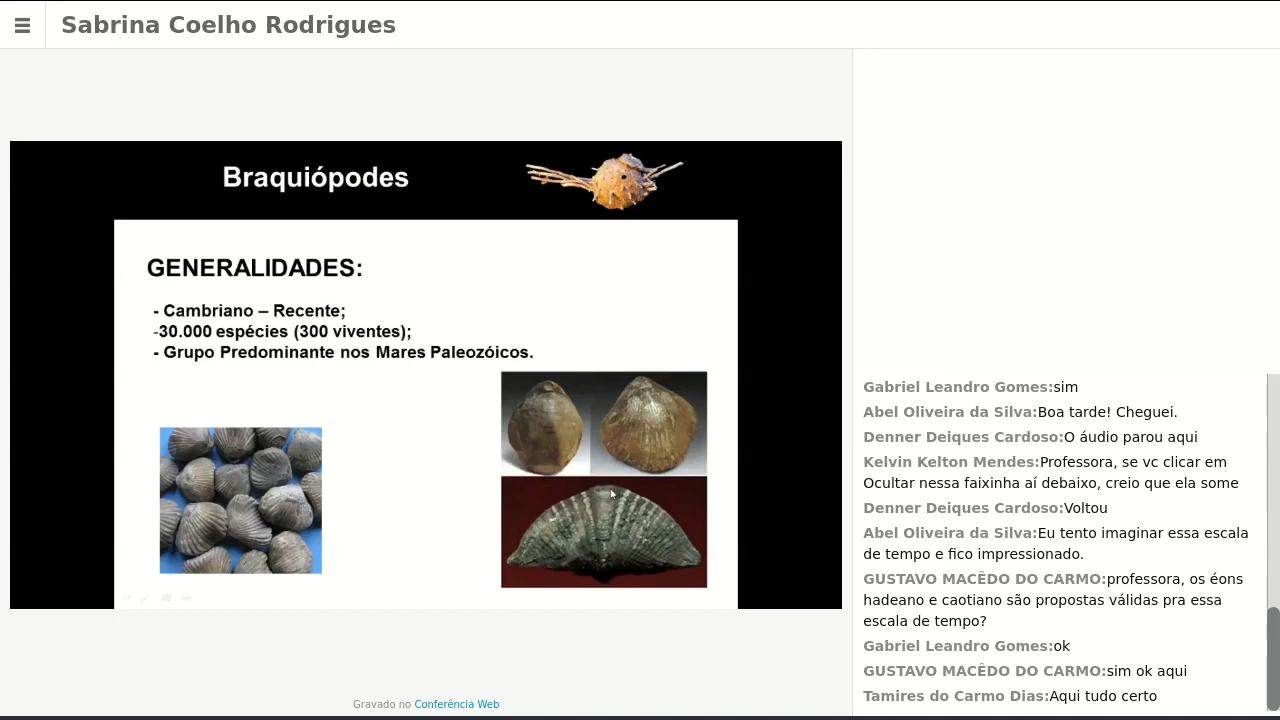 Sabrina Coelho Rodrigues
Braquiópodes
GENERALIDADES:
- Cambriano – Recente;
-30.000 espécies (300 viventes);
- Grupo Predominante nos Mares Paleozóicos.
Gabriel Leandro Gomes:sim
Abel Oliveira da Silva:Boa tarde! Cheguei.
Denner Deiques Cardoso:O áudio parou aqui
Kelvin Kelton Mendes:Professora, se vc clicar em
Ocultar nessa faixinha aí debaixo, creio que ela some
Denner Deiques Cardoso:Voltou
Abel Oliveira da Silva:Eu tento imaginar essa escala
de tempo e fico impressionado.
GUSTAVO MACÊDO DO CARMO:professora, os éons
hadeano e caotiano são propostas válidas pra essa
escala de tempo?
Gabriel Leandro Gomes:ok
GUSTAVO MACÊDO DO CARMO:sim ok aqui
Tamires do Carmo Dias:Aqui tudo certo
Gravado no Conferência Web